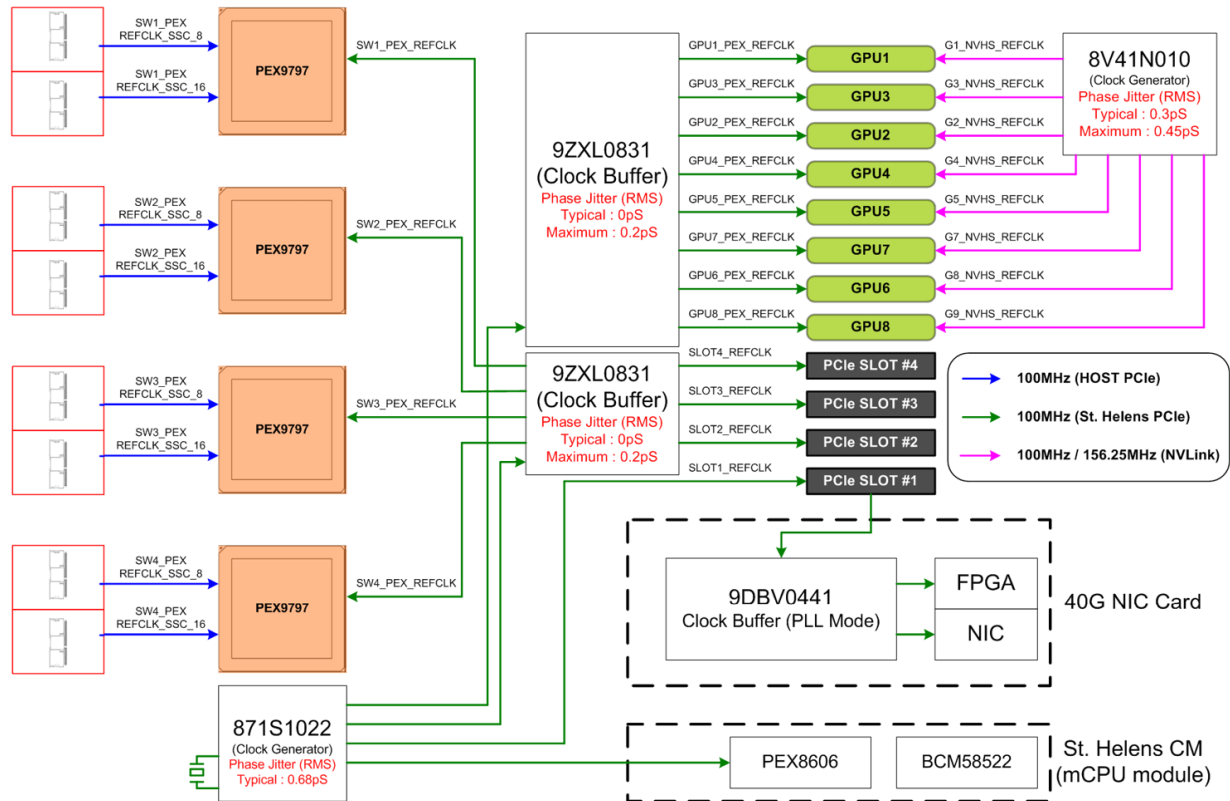 SW1_PEX
REFCLK_SSC_8
SW1_PEX
REFCLK_SSC_16
PEX9797
SW1_PEX_REFCLK
SW2_PEX
REFCLK_SSC_8
SW2_PEX
REFCLK_SSC_16
PEX9797
SW2_PEX_REFCLK
SW3_PEX
REFCLK_SSC_8
SW3_PEX
REFCLK_SSC_16
PEX9797
SW3_PEX_REFCLK
SW4_PEX
REFCLK_SSC_8
SW4_PEX
REFCLK_SSC_16
PEX9797
SW4_PEX_REFCLK
871S1022
(Clock Generator)
Phase Jitter (RMS)
Typical : 0.68pS
9ZXL0831
(Clock Buffer)
Phase Jitter (RMS)
Typical : 0pS
Maximum : 0.2pS
9ZXL0831
(Clock Buffer)
Phase Jitter (RMS)
Typical : 0pS
Maximum : 0.2pS
GPU1_PEX_REFCLK
GPU1
G1_NVHS_REFCLK
GPU3_PEX_REFCLK
GPU3
G3_NVHS_REFCLK
GPU2_PEX_REFCLK
GPU2
G2_NVHS_REFCLK
GPU4_PEX_REFCLK
GPU4
G4_NVHS_REFCLK
GPU5_PEX_REFCLK
GPU5
G5_NVHS_REFCLK
GPU7_PEX_REFCLK
GPU7
G7_NVHS_REFCLK
GPU6_PEX_REFCLK
GPU6
G8_NVHS_REFCLK
GPU8_PEX_REFCLK
GPU8
G9_NVHS_REFCLK
8V41N010
(Clock Generator)
Phase Jitter (RMS)
Typical : 0.3pS
Maximum : 0.45pS
SLOT4_REFCLK
PCIe SLOT #4
SLOT3_REFCLK
PCIe SLOT #3
SLOT2_REFCLK
PCIe SLOT #2
SLOT1_REFCLK
PCIe SLOT #1
100MHz (HOST PCIe)
100MHz (St. Helens PCIe)
100MHz / 156.25MHz (NVLink)
9DBV0441
Clock Buffer (PLL Mode)
FPGA
NIC
40G NIC Card
PEX8606
BCM58522
St. Helens CM
(mCPU module)